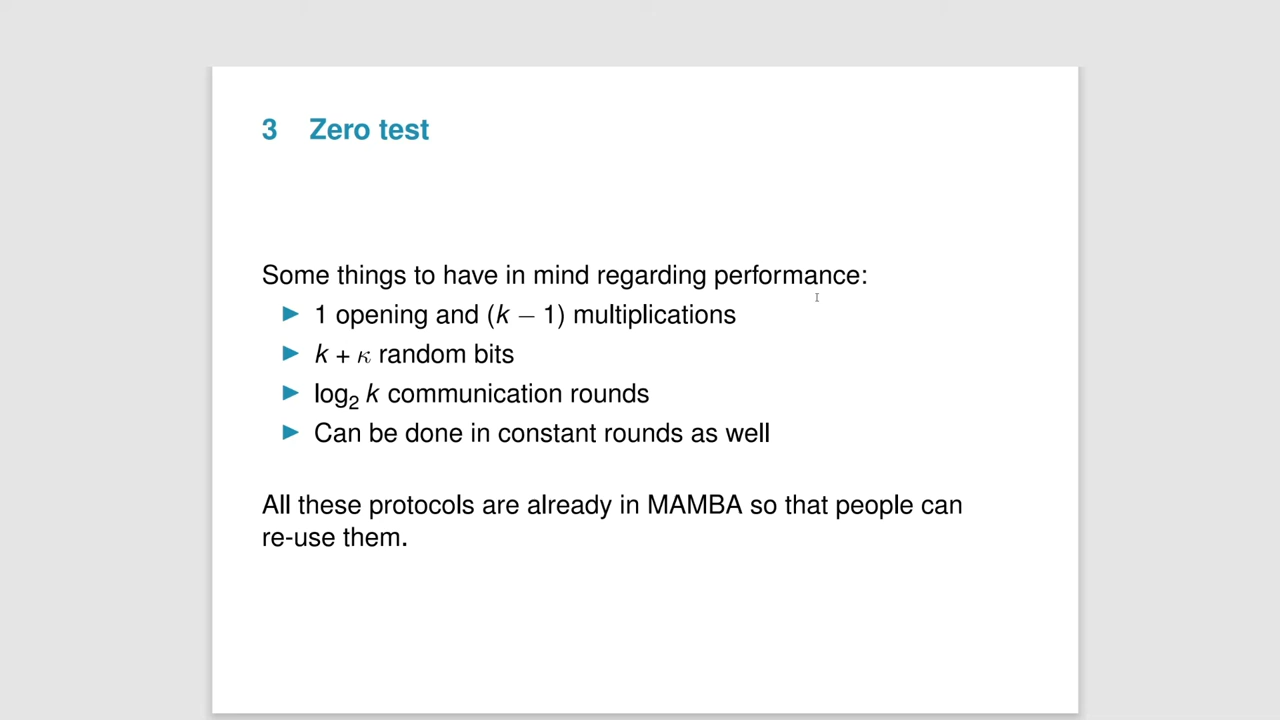 3 Zero test
Some things to have in mind regarding performance:
▶ 1 opening and (k − 1) multiplications
▶ k + κ random bits
▶ log₂ k communication rounds
▶ Can be done in constant rounds as well
All these protocols are already in MAMBA so that people can
re-use them.